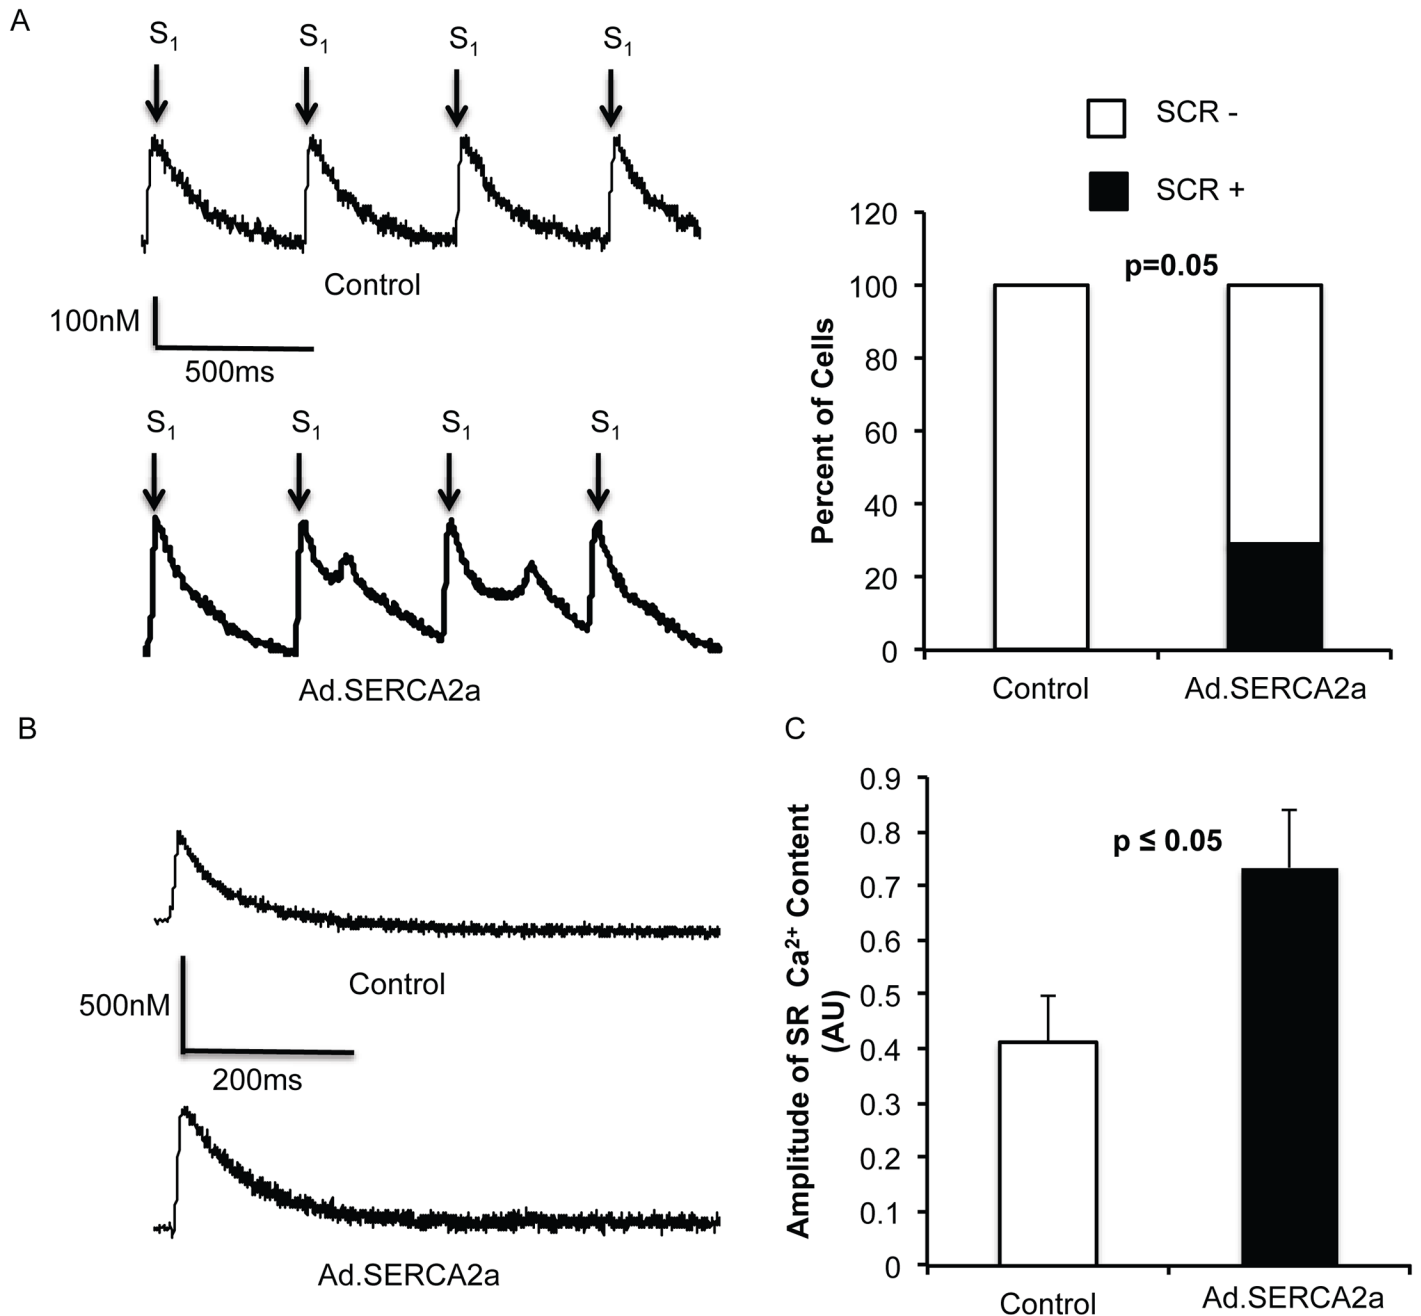 A
S1 S1 S1 S1
Control
100nM
500ms
S1 S1 S1 S1
Ad.SERCA2a
SCR -
SCR +
p=0.05
Percent of Cells
120
100
80
60
40
20
0
Control Ad.SERCA2a
B
Control
500nM
200ms
Ad.SERCA2a
C
Amplitude of SR Ca2+ Content
(AU)
p ≤ 0.05
0.9
0.8
0.7
0.6
0.5
0.4
0.3
0.2
0.1
0
Control Ad.SERCA2a